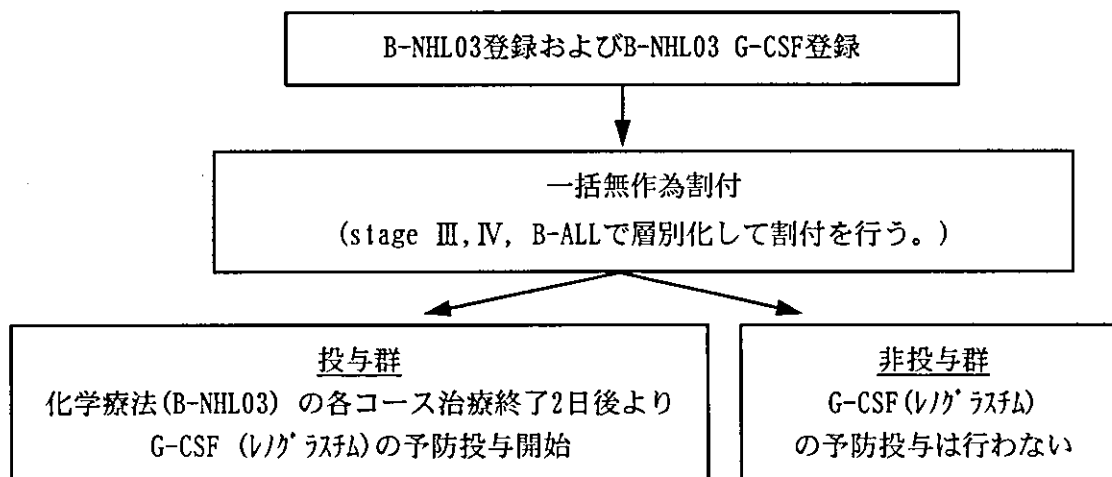 B-NHL03登録およびB-NHL03 G-CSF登録
一括無作為割付
(stage Ⅲ,Ⅳ, B-ALLで層別化して割付を行う。)
投与群
化学療法(B-NHL03) の各コース治療終了2日後より
G-CSF (ﾚﾉｸﾞﾗｽﾁﾑ)の予防投与開始
非投与群
G-CSF(ﾚﾉｸﾞﾗｽﾁﾑ)
の予防投与は行わない